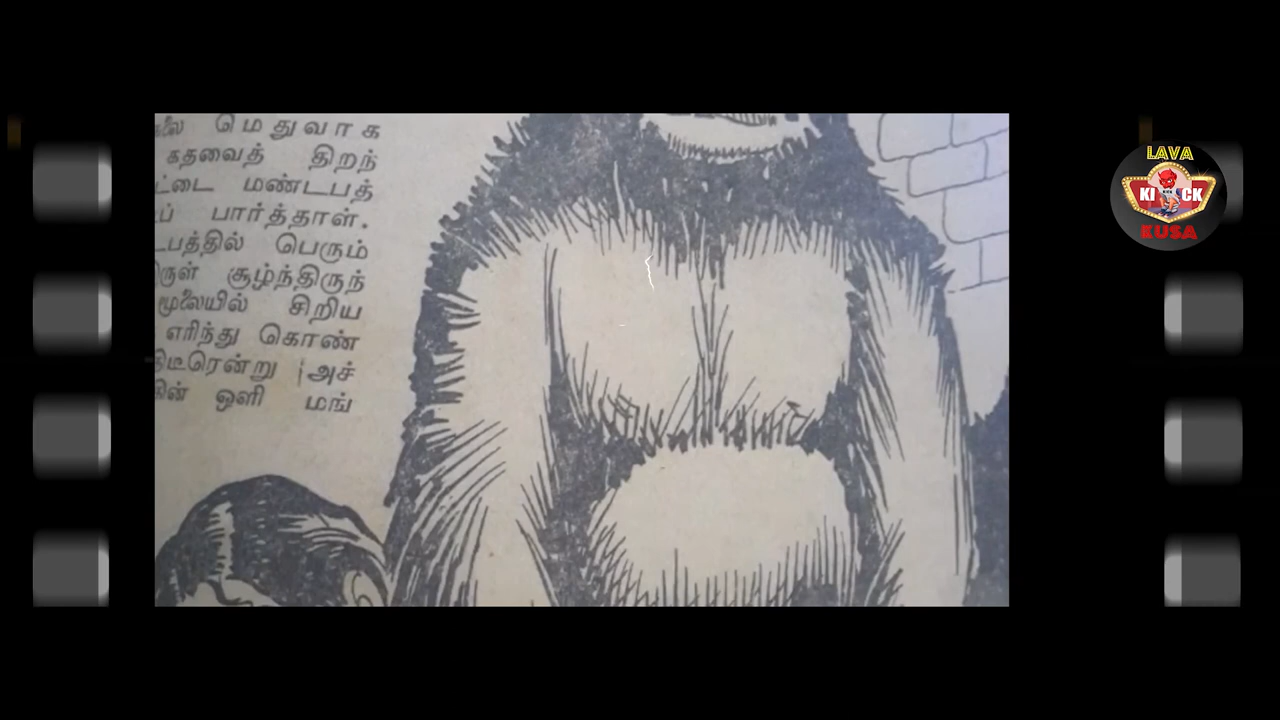 மெதுவாக
கதவைத் திறந்
மண்டபத்
பார்த்தாள்.
பெரும்
சூழ்ந்திருந்
மூலையில் சிறிய
எரிந்து கொண்
அச்
ஒளி மங்
LAVA
KICK
KUSA